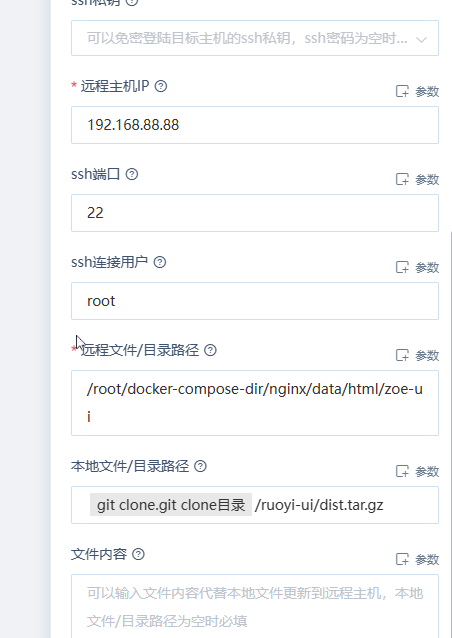 ssh私钥
可以免密登陆目标主机的ssh私钥，ssh密码为空时...
* 远程主机IP
参数
192.168.88.88
ssh端口
参数
22
ssh连接用户
参数
root
* 远程文件/目录路径
参数
/root/docker-compose-dir/nginx/data/html/zoe-u
i
本地文件/目录路径
参数
git clone.git clone目录 /ruoyi-ui/dist.tar.gz
文件内容
参数
可以输入文件内容代替本地文件更新到远程主机，本地
文件/目录路径为空时必填